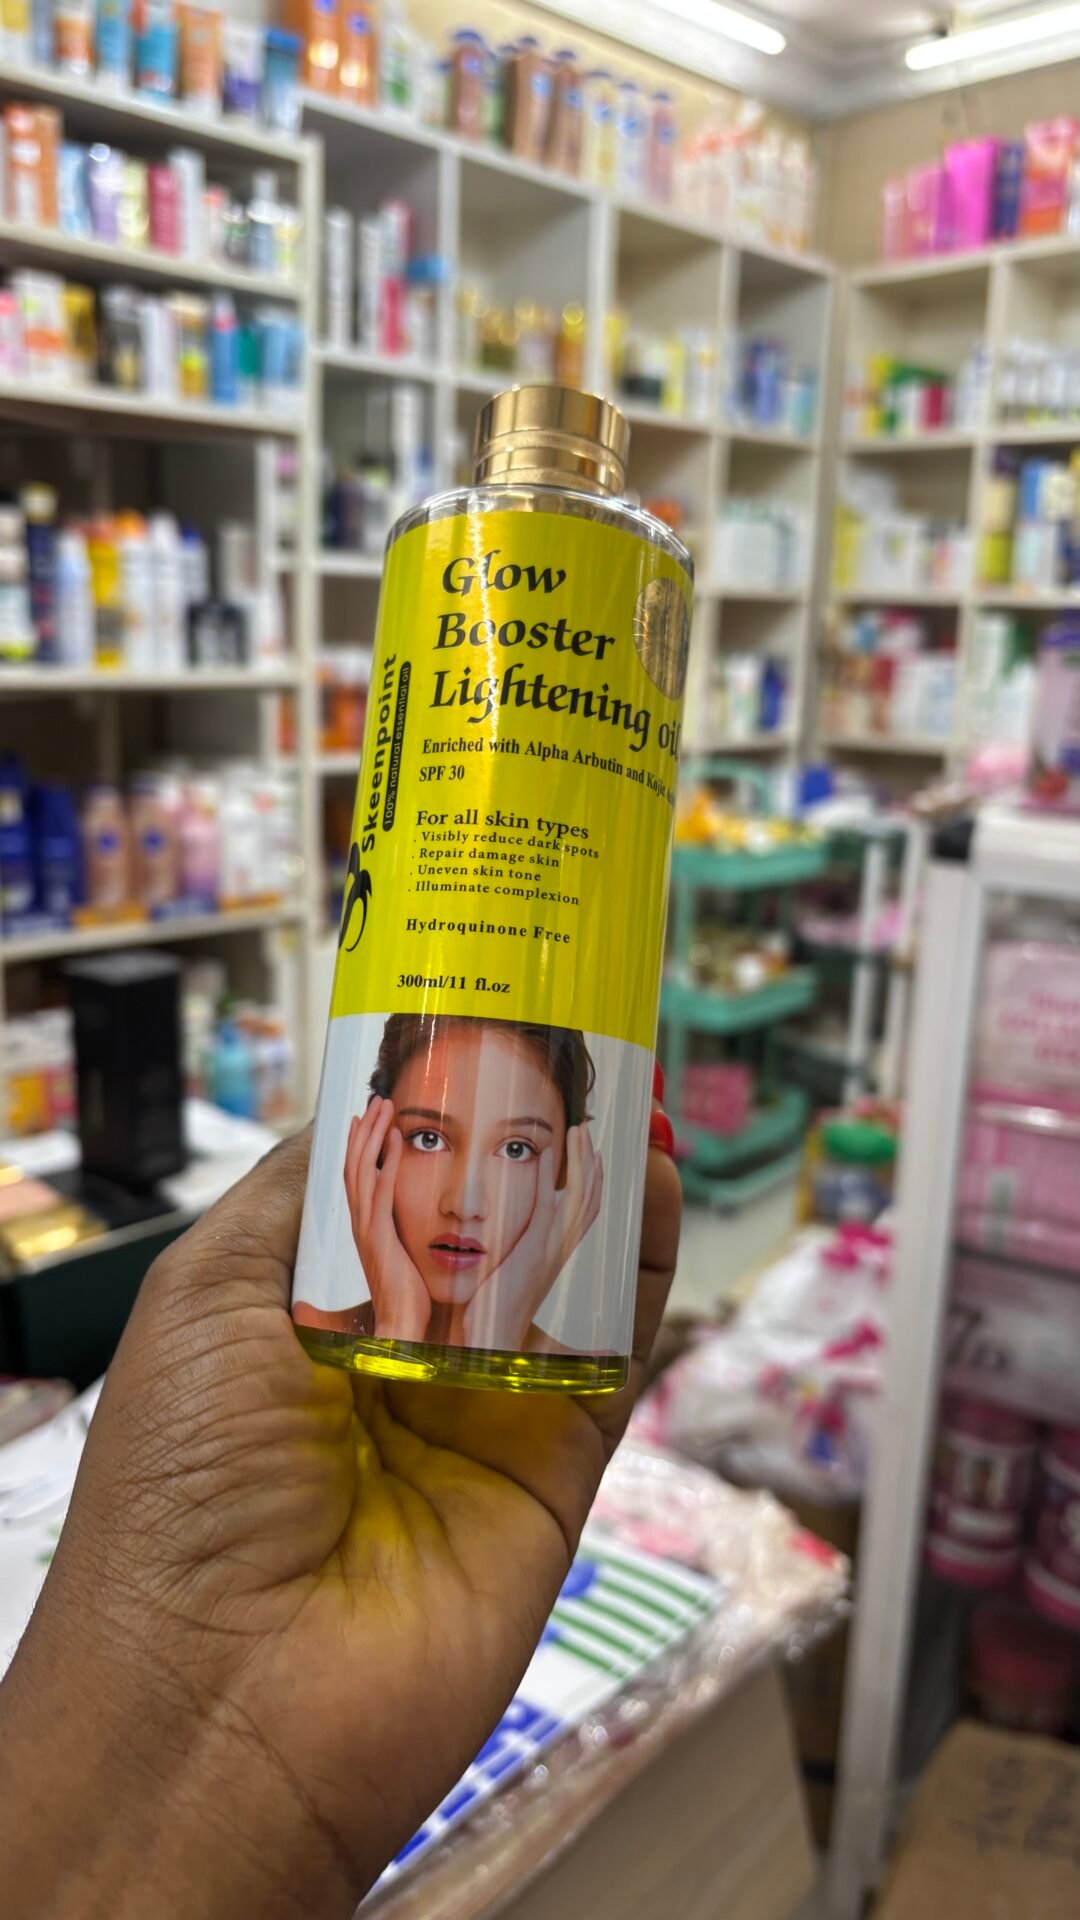 Glow
Booster
Lightening oil
Enriched with Alpha Arbutin and Kojic
SPF 30
For all skin types
. Visibly reduce dark spots
. Repair damage skin
. Uneven skin tone
. Illuminate complexion
Hydroquinone Free
300ml/11 fl.oz
Skeenpoint
100% natural essential oil